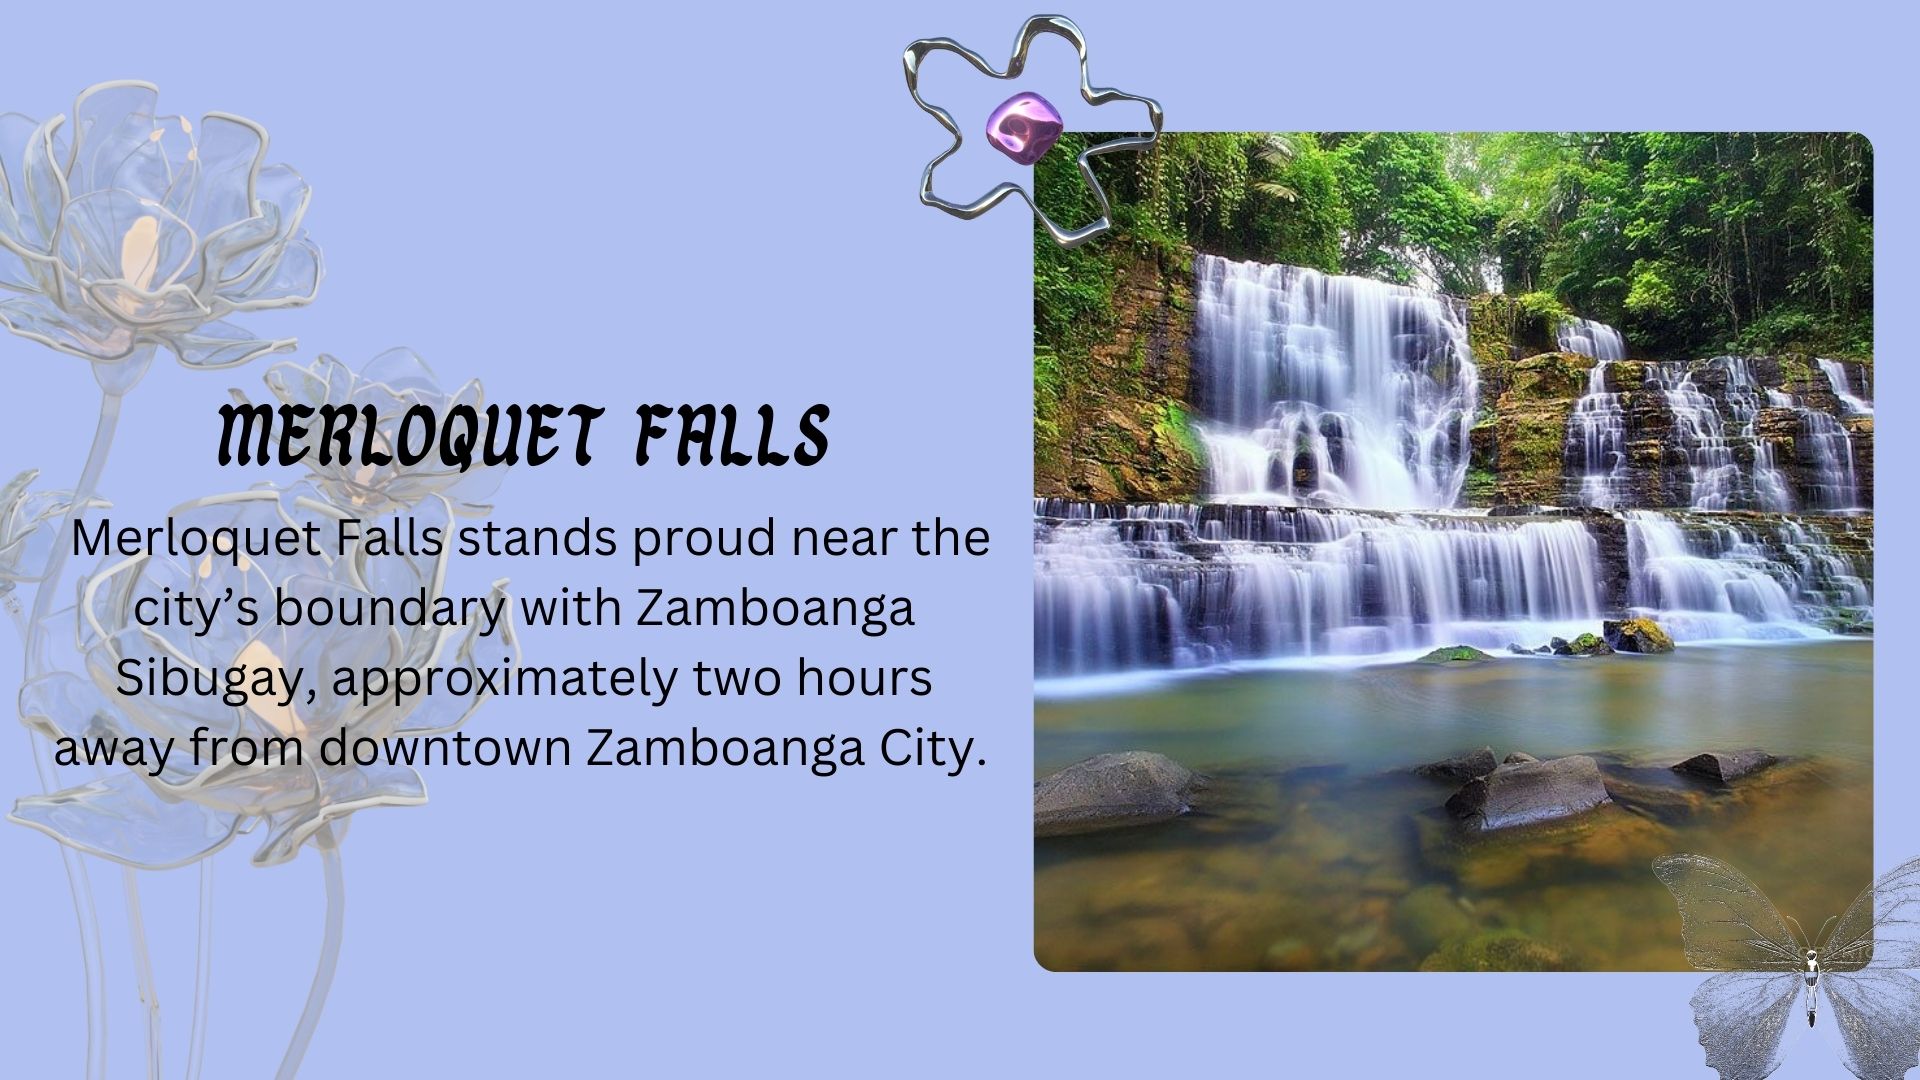 MERLOQUET FALLS
Merloquet Falls stands proud near the
city’s boundary with Zamboanga
Sibugay, approximately two hours
away from downtown Zamboanga City.